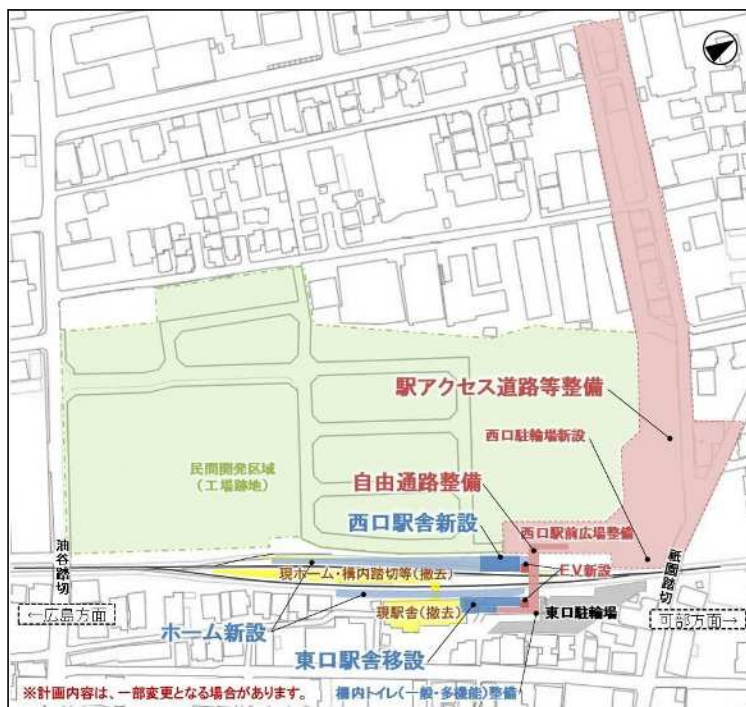 駅アクセス道路等整備
西口駐輪場新設
民間開発区域
(工場跡地)
自由通路整備
西口駅舎新設
西口駅前広場整備
油谷踏切
祇園踏切
現ホーム・構内踏切等(撤去)
EV新設
←広島方面
ホーム新設
現駅舎(撤去)
東口駐輪場
可部方面→
東口駅舎移設
※計画内容は、一部変更となる場合があります。
構内トイレ(一般・多機能)整備